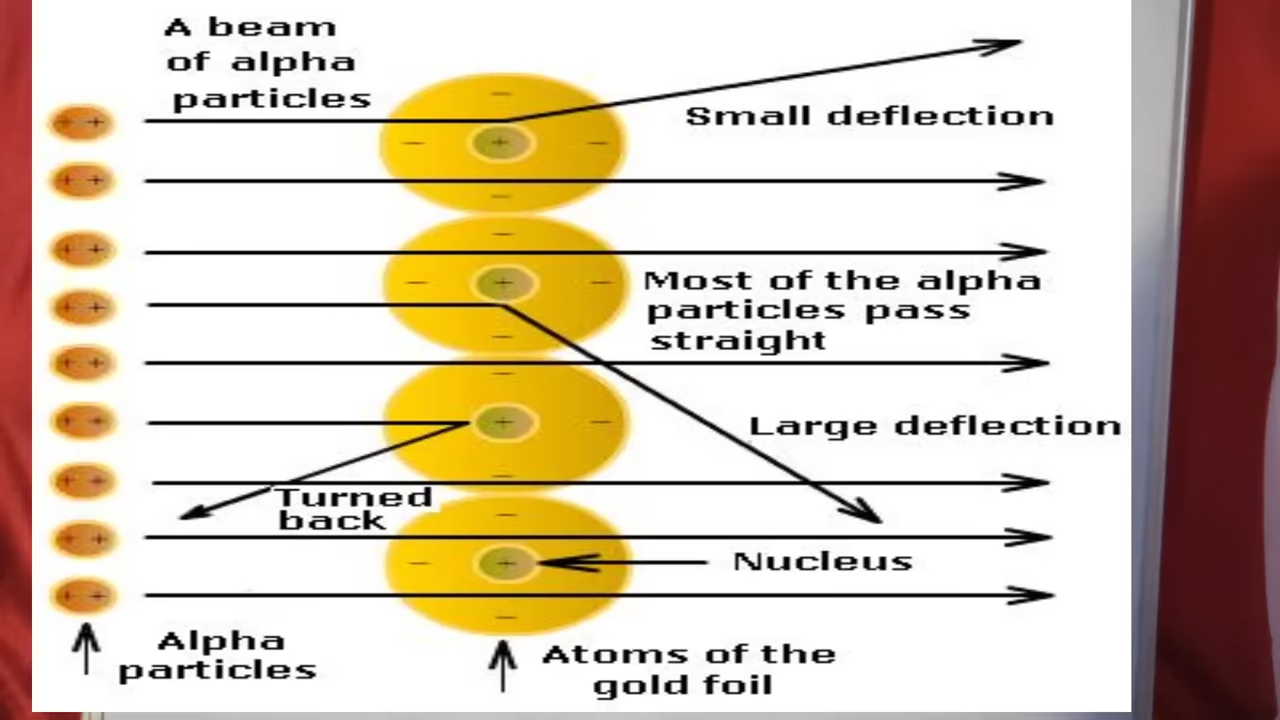 A beam
of alpha
particles
Small deflection
Most of the alpha
particles pass
straight
Large deflection
Turned
back
Nucleus
Alpha
particles
Atoms of the
gold foil